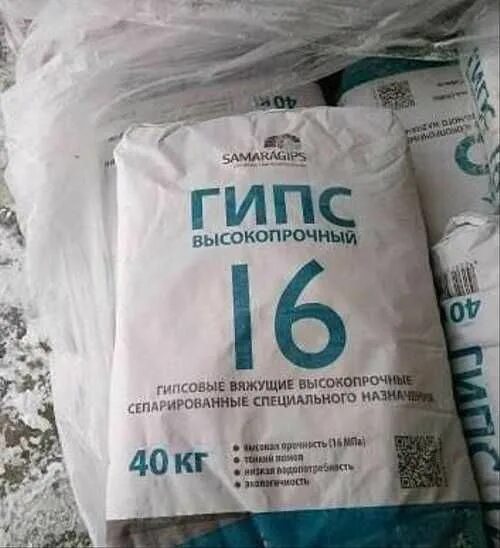 SAMARAGIPS
ГИПС
ВЫСОКОПРОЧНЫЙ
16
ГИПСОВЫЕ ВЯЖУЩИЕ ВЫСОКОПРОЧНЫЕ
СЕПАРИРОВАННЫЕ СПЕЦИАЛЬНОГО НАЗНАЧЕНИЯ
40 КГ
• высокая прочность (16 МПа)
• тонкий помол
• низкая водопотребность
• экологичность
40 КГ
40
ГИПС